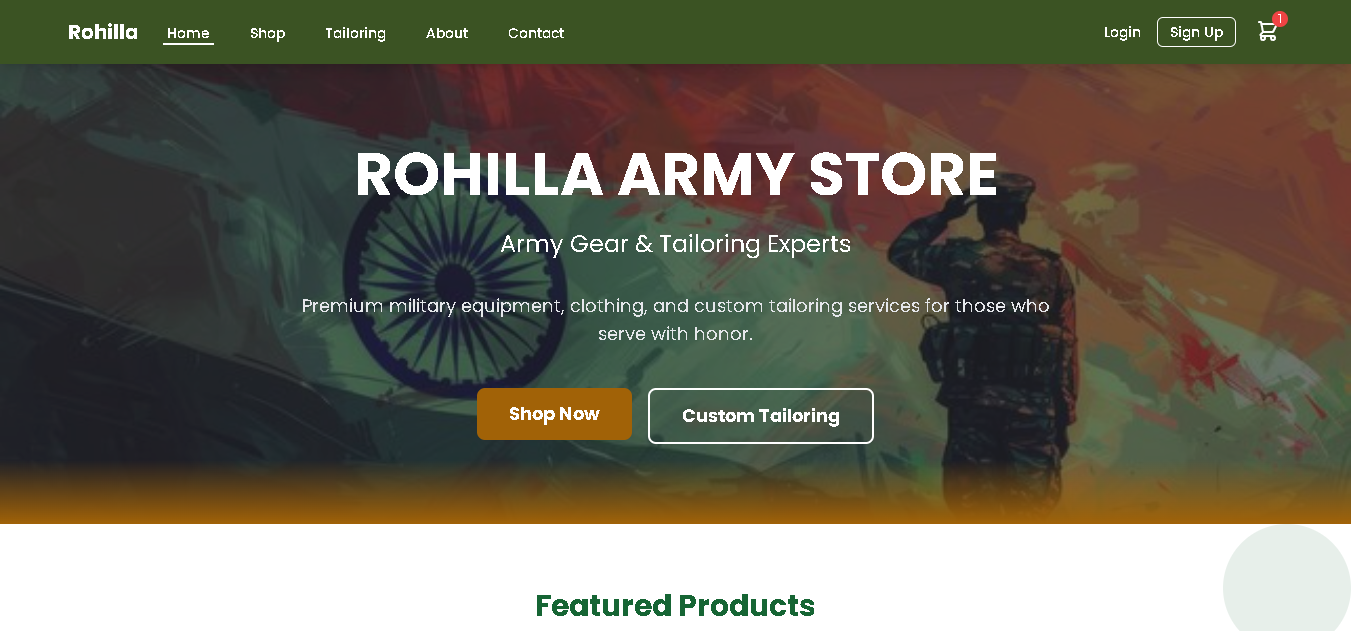 Rohilla Home Shop Tailoring About Contact Login Sign Up 1
ROHILLA ARMY STORE
Army Gear & Tailoring Experts
Premium military equipment, clothing, and custom tailoring services for those who
serve with honor.
Shop Now Custom Tailoring
Featured Products